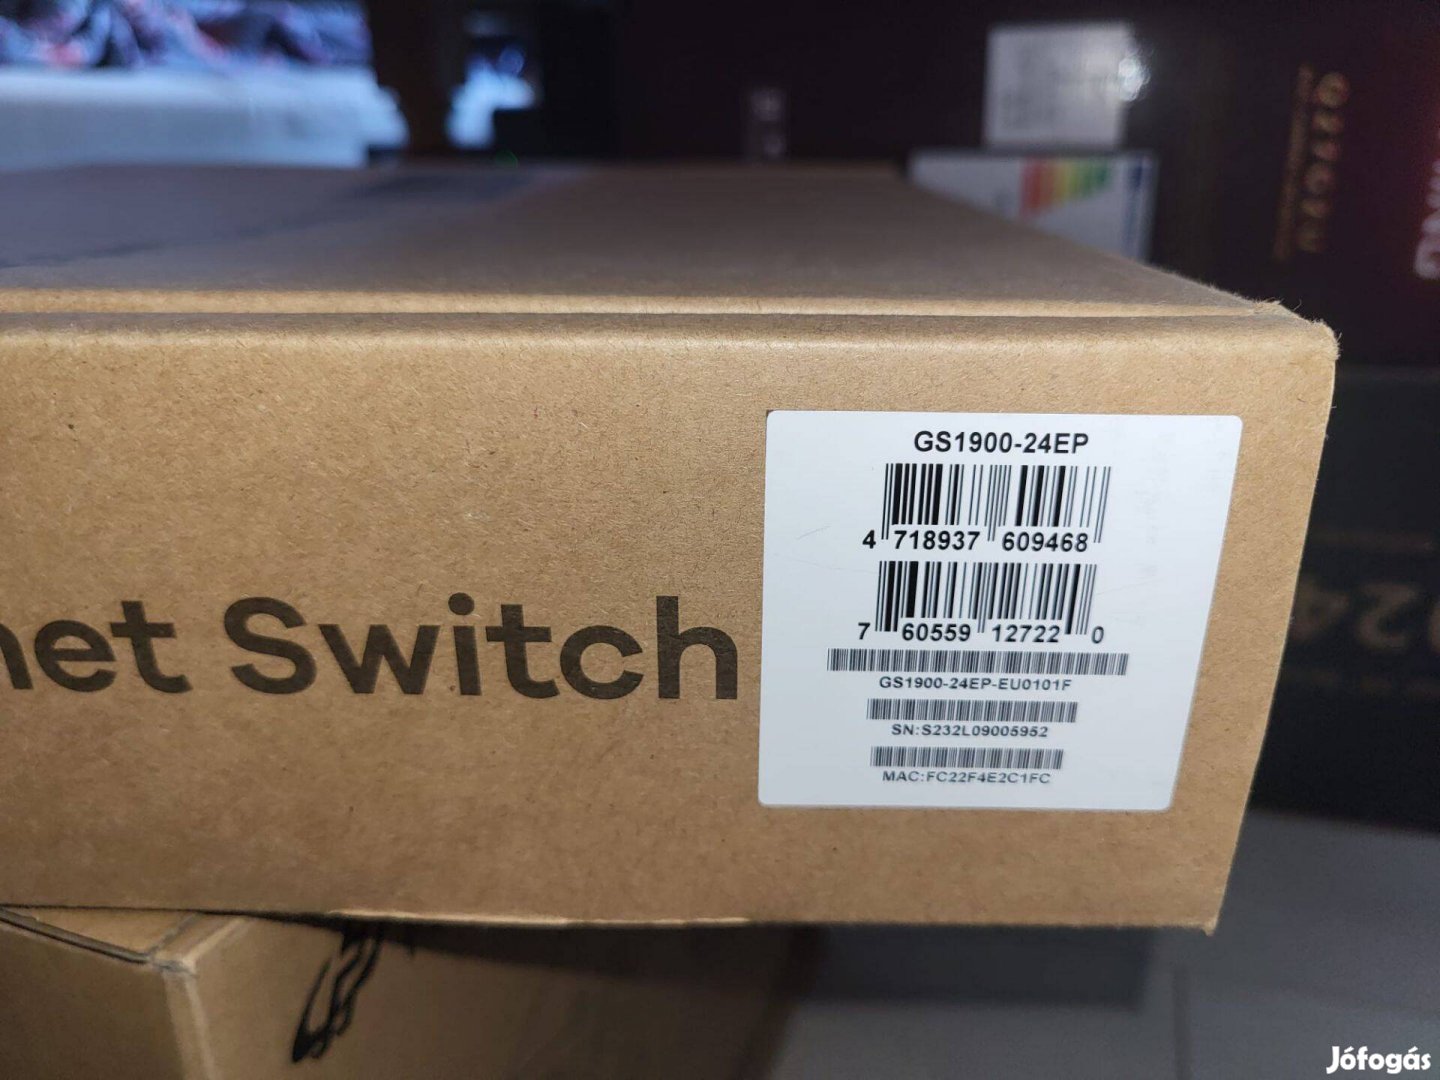 GS1900-24EP
4 718937 609468
7 60559 12722 0
GS1900-24EP-EU0101F
SN:S232L09005952
MAC:FC22F4E2C1FC
net Switch
Jófogás